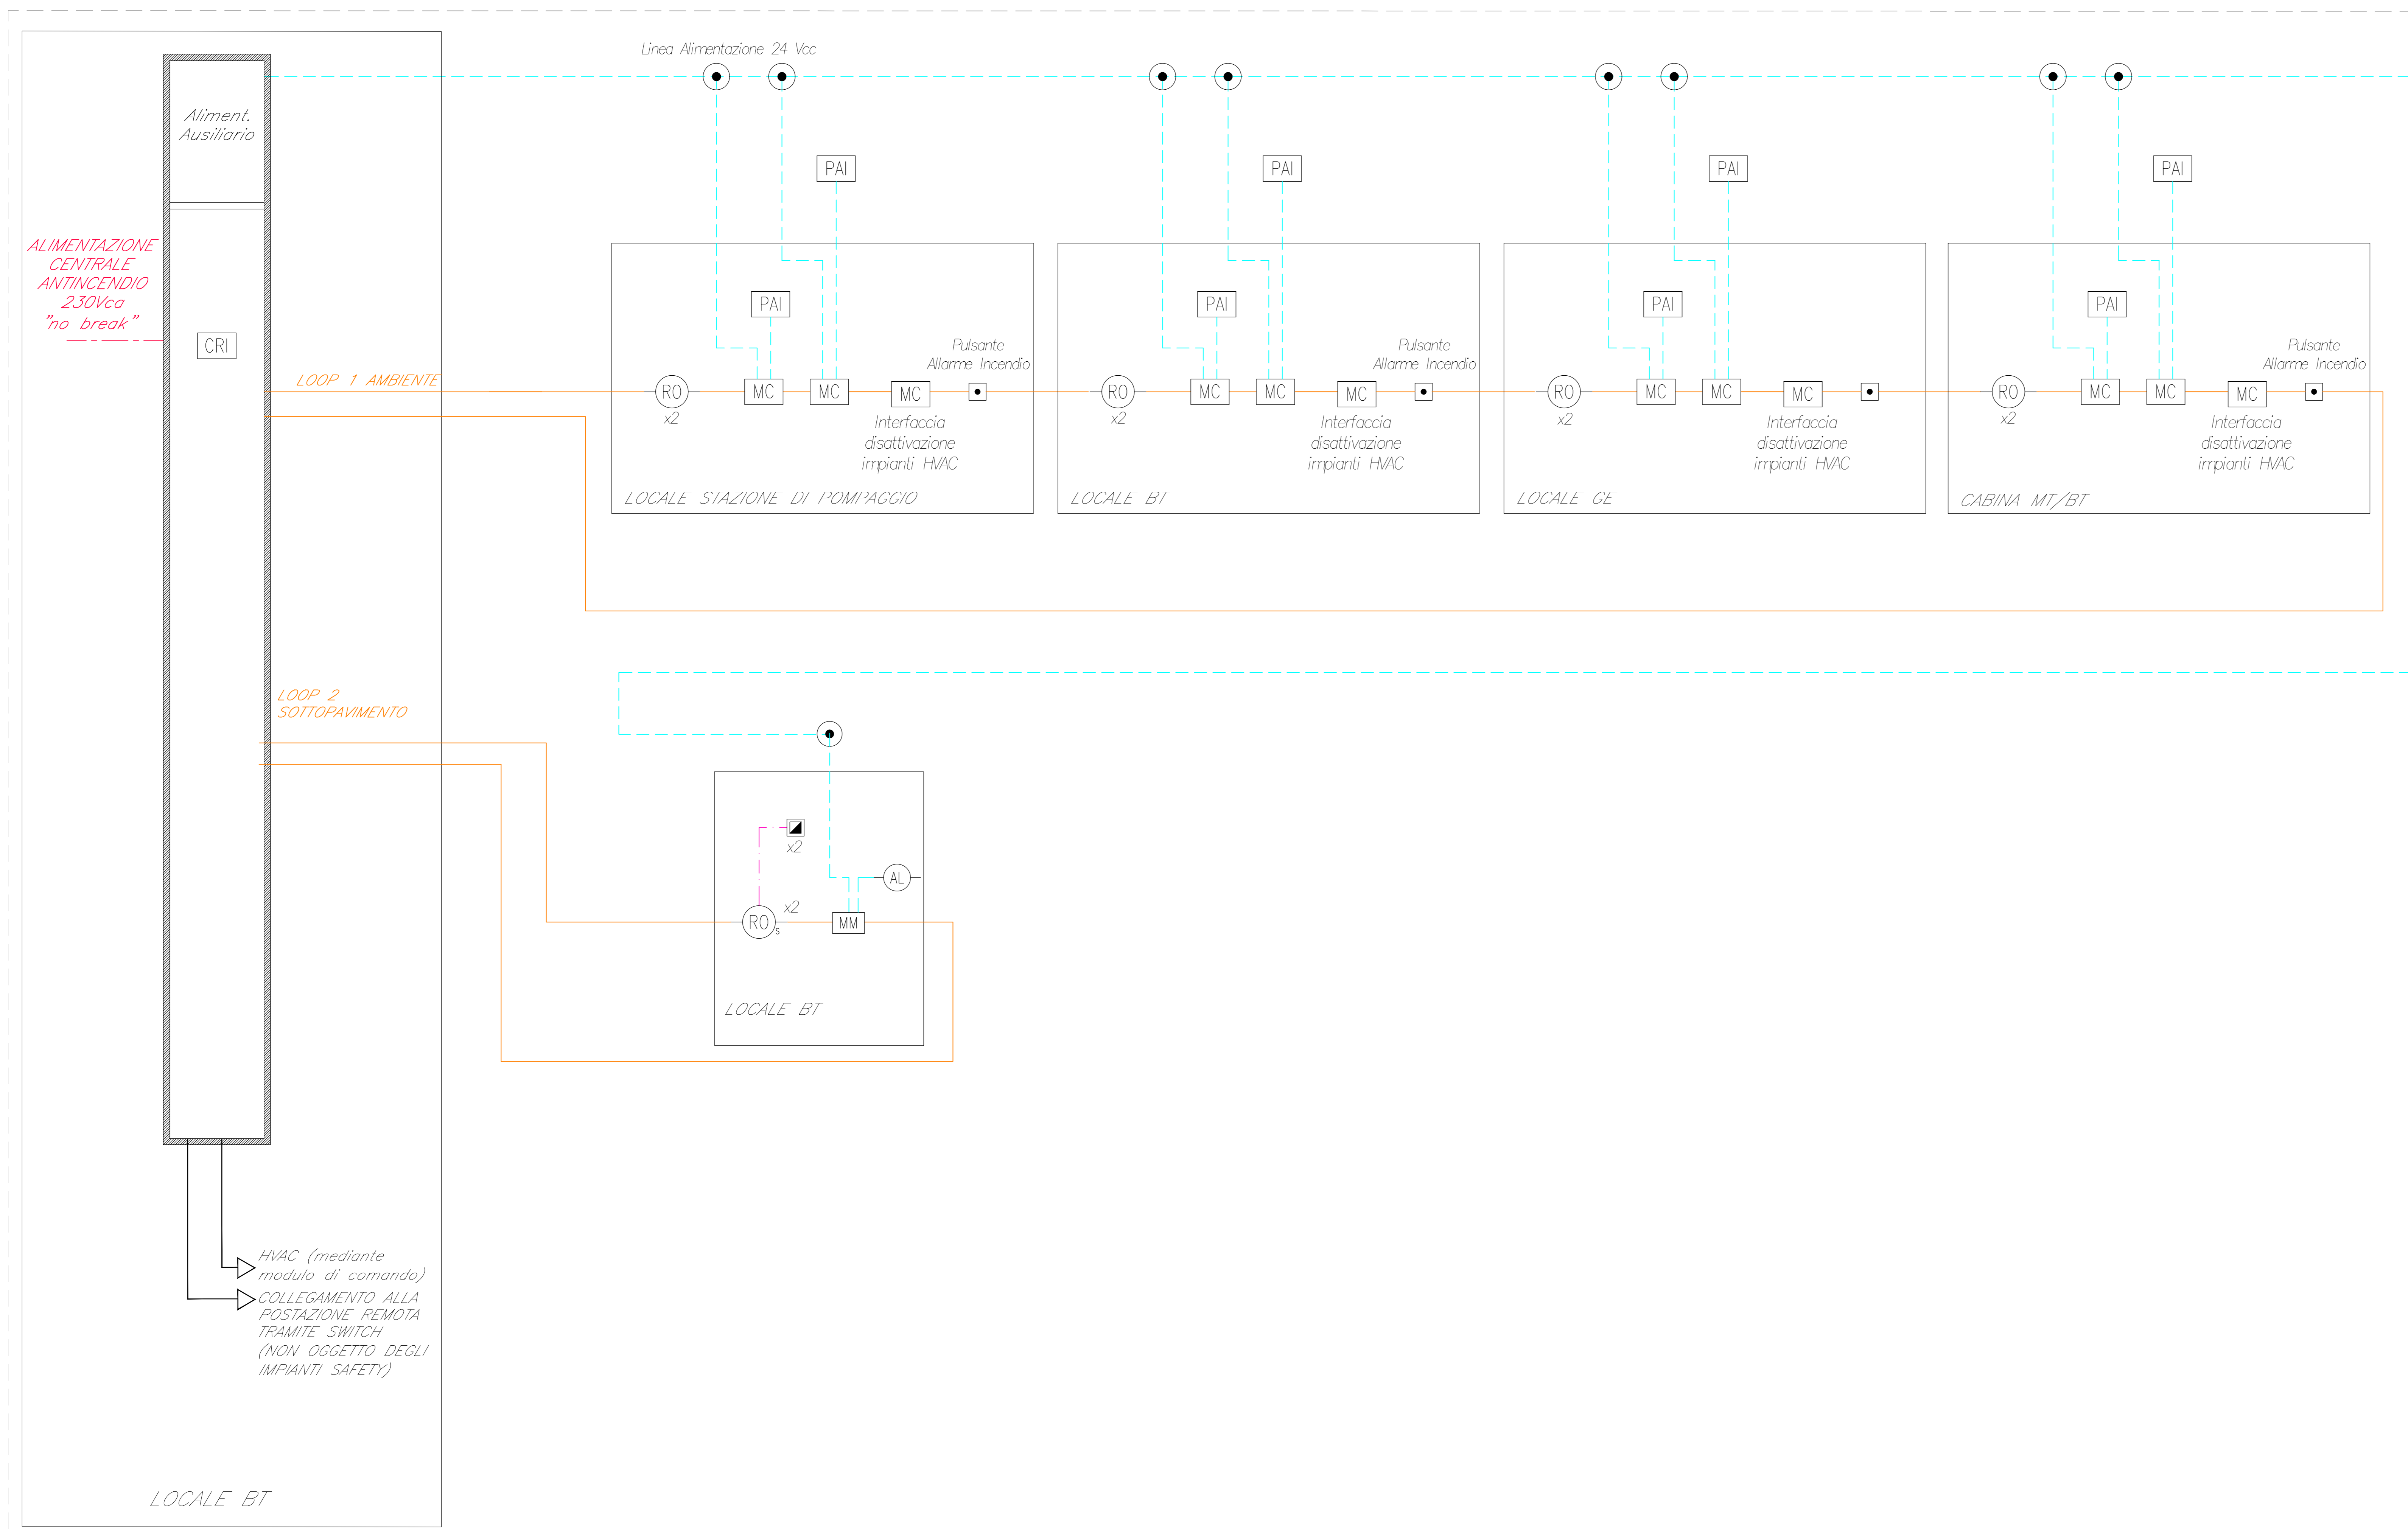 Linea Alimentazione 24 Vcc
Aliment.
Ausiliario
ALIMENTAZIONE
CENTRALE
ANTINCENDIO
230Vca
"no break"
CRI
LOOP 1 AMBIENTE
PAI
PAI
Pulsante
Allarme Incendio
RO
x2
MC
MC
MC
Interfaccia
disattivazione
impianti HVAC
LOCALE STAZIONE DI POMPAGGIO
PAI
PAI
Pulsante
Allarme Incendio
RO
x2
MC
MC
MC
Interfaccia
disattivazione
impianti HVAC
LOCALE BT
PAI
PAI
RO
x2
MC
MC
MC
Interfaccia
disattivazione
impianti HVAC
LOCALE GE
PAI
PAI
Pulsante
Allarme Incendio
RO
x2
MC
MC
MC
Interfaccia
disattivazione
impianti HVAC
CABINA MT/BT
LOOP 2
SOTTOPAVIMENTO
x2
AL
RO
s
x2
MM
LOCALE BT
HVAC (mediante
modulo di comando)
COLLEGAMENTO ALLA
POSTAZIONE REMOTA
TRAMITE SWITCH
(NON OGGETTO DEGLI
IMPIANTI SAFETY)
LOCALE BT